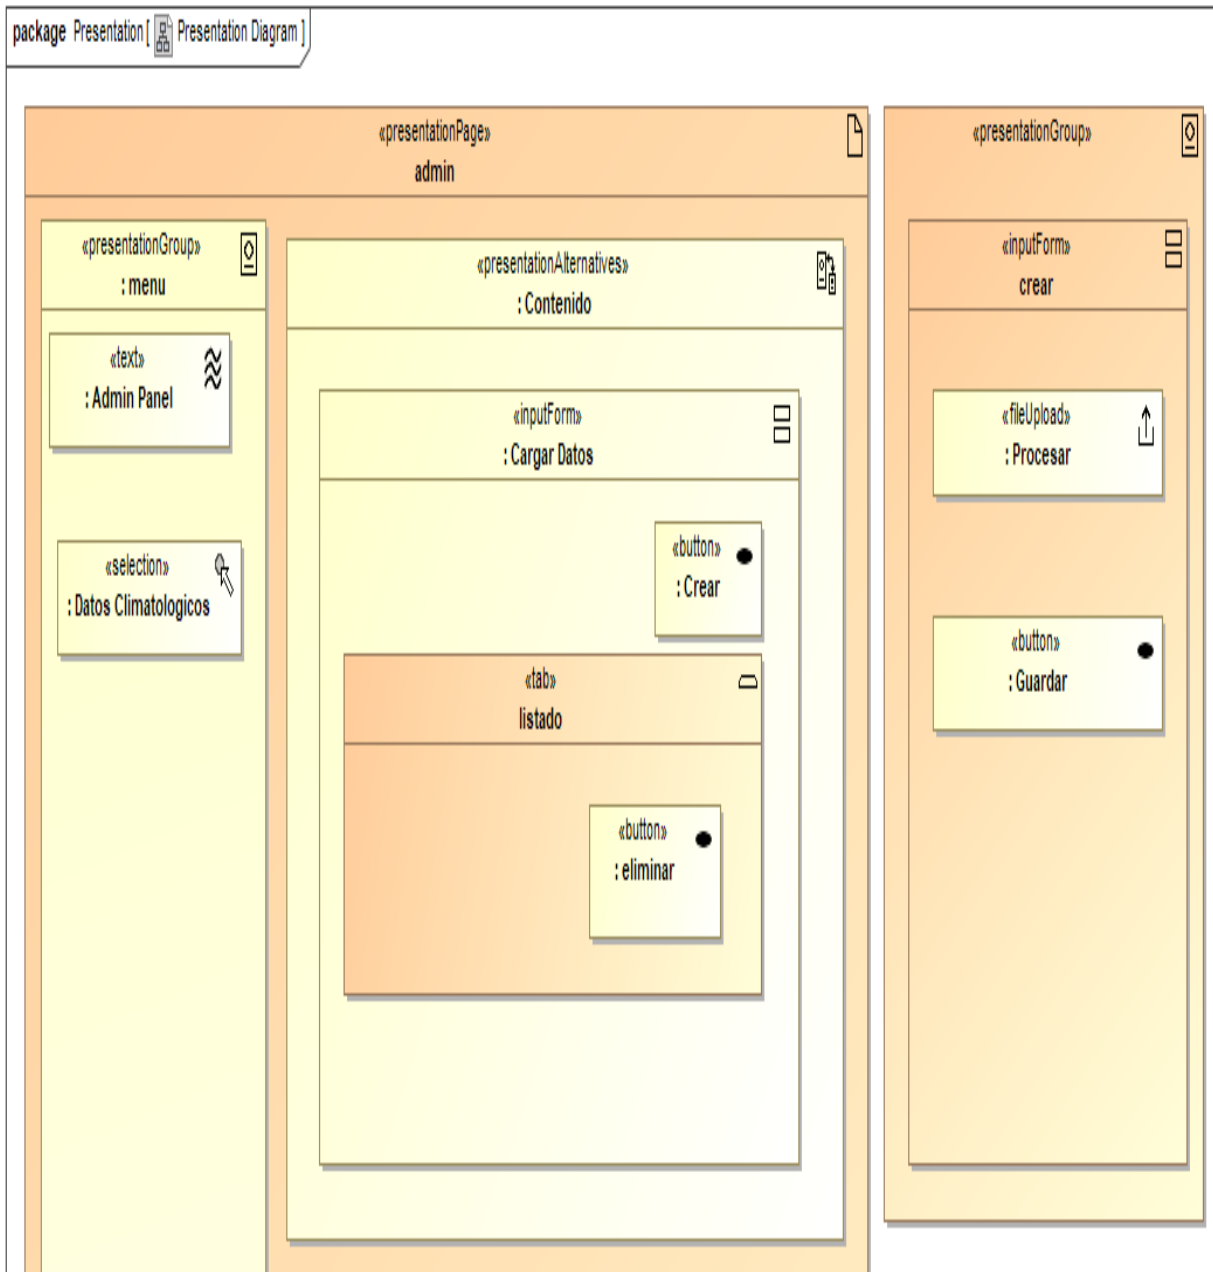 package Presentation [ Presentation Diagram ]
«presentationPage»
admin
«presentationGroup»
: menu
«text»
: Admin Panel
«selection»
: Datos Climatologicos
«presentationAlternatives»
: Contenido
«inputForm»
: Cargar Datos
«button»
: Crear
«tab»
listado
«button»
: eliminar
«presentationGroup»
«inputForm»
crear
«fileUpload»
: Procesar
«button»
: Guardar